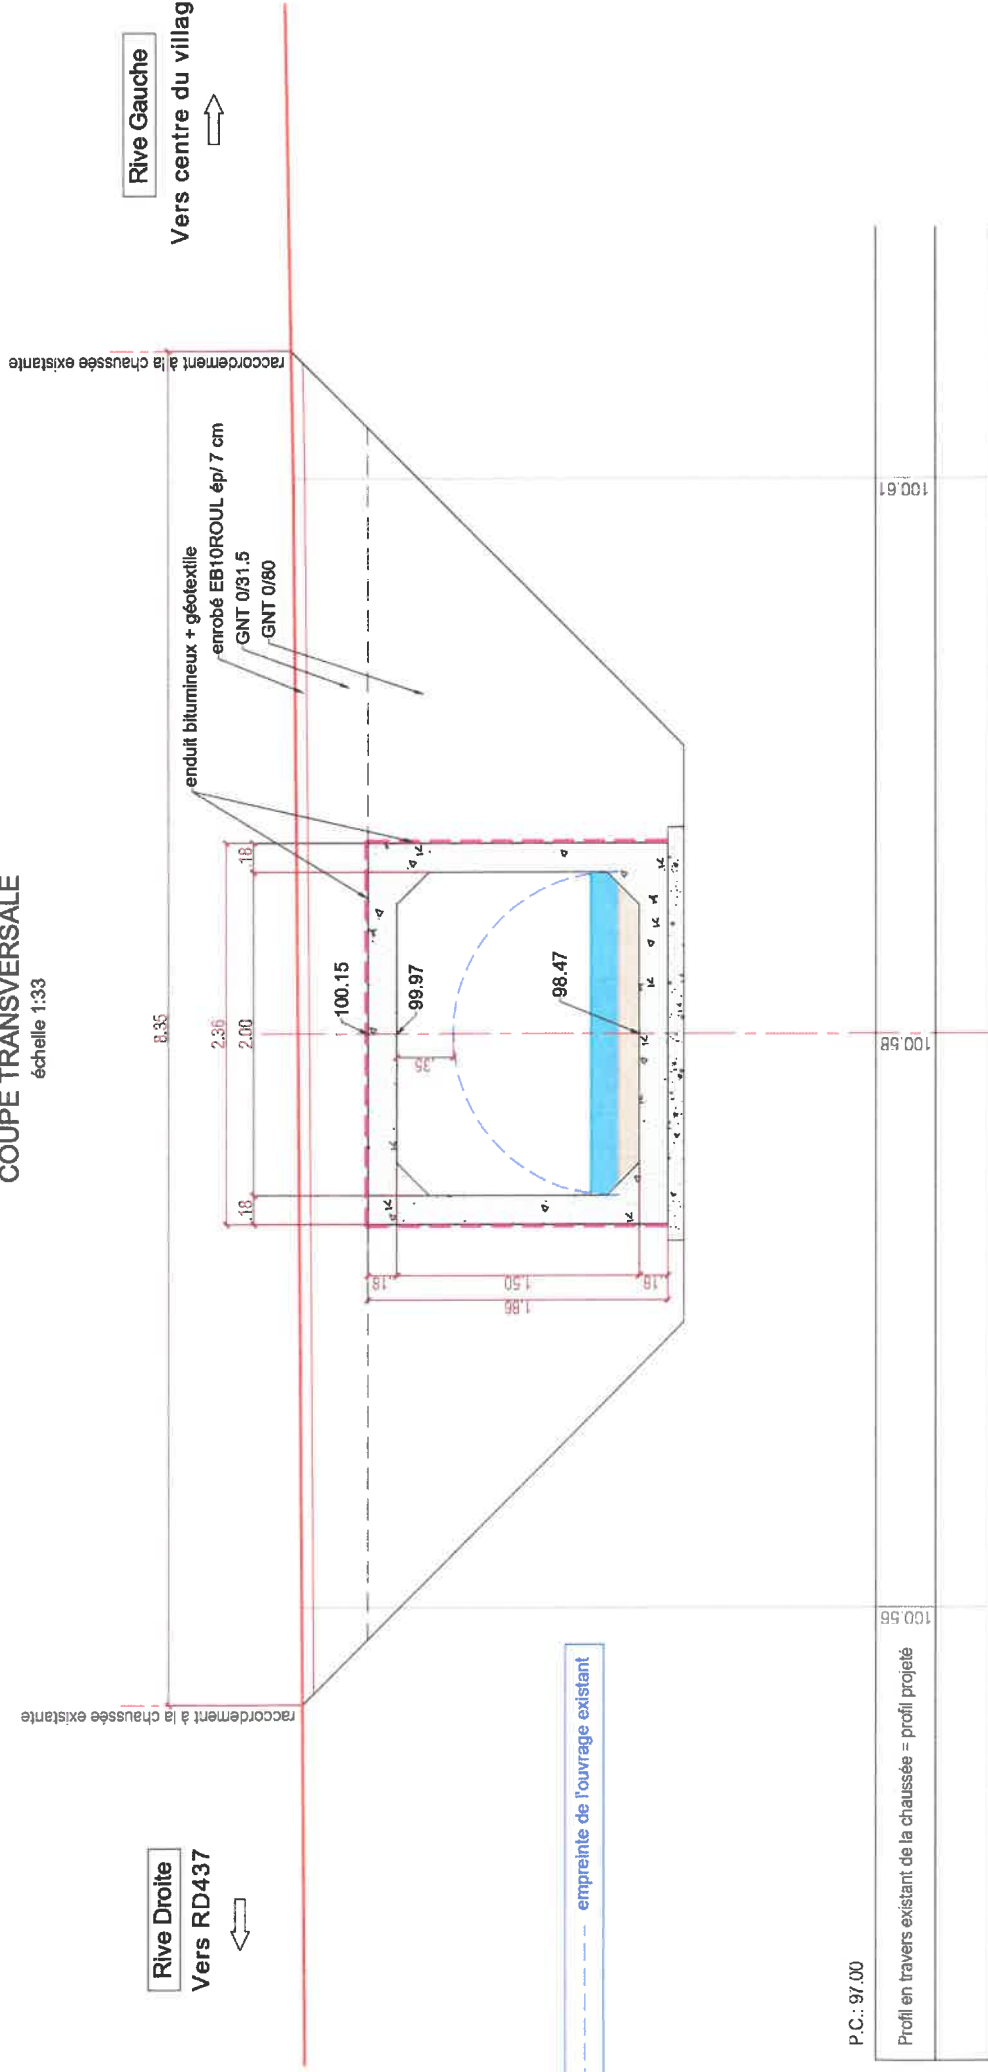 COUPE TRANSVERSALE
échelle 1:33
Rive Droite
Vers RD437
Rive Gauche
Vers centre du villag
raccordement à la chaussée existante
raccordement à la chaussée existante
8.35
2.36
.18
2.00
.18
enduit bitumineux + géotextile
enrobé EB10ROUL ép/ 7 cm
GNT 0/31.5
GNT 0/80
100.15
99.97
.35
98.47
.18
1.50
.18
1.86
empreinte de l'ouvrage existant
P.C.: 97.00
Profil en travers existant de la chaussée = profil projeté
100.56
100.58
100.61